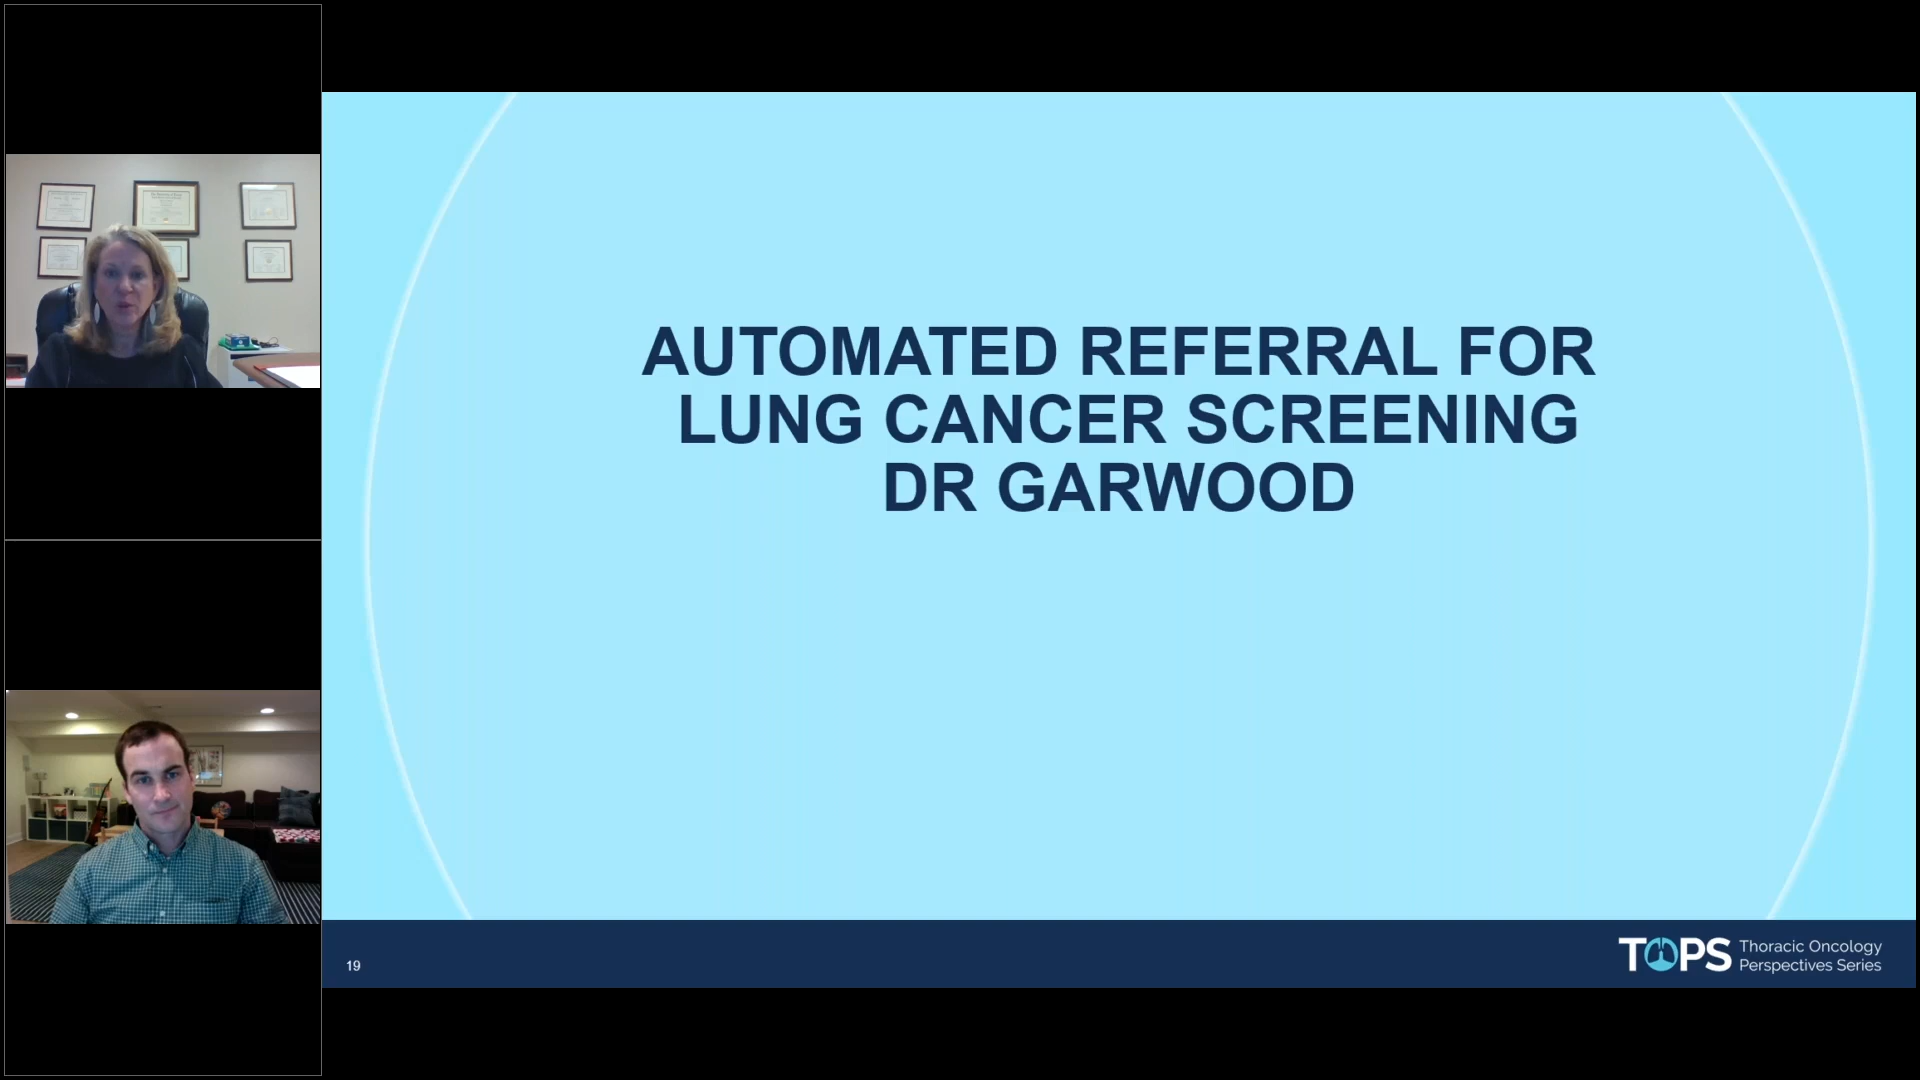 AUTOMATED REFERRAL FOR
LUNG CANCER SCREENING
DR GARWOOD
19
TOPS Thoracic Oncology
Perspectives Series